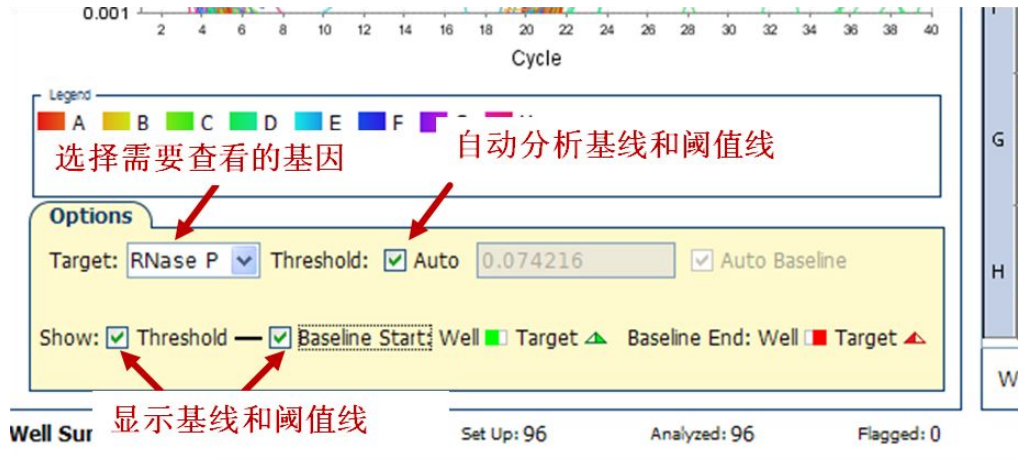 0.001
2 4 6 8 10 12 14 16 18 20 22 24 26 28 30 32 34 36 38 40
Cycle
Legend
A B C D E F
选择需要查看的基因
自动分析基线和阈值线
G
Options
Target: RNase P Threshold: Auto 0.074216 Auto Baseline
H
Show: Threshold Baseline Start: Well Target Baseline End: Well Target
显示基线和阈值线
W
Well Sur Set Up: 96 Analyzed: 96 Flagged: 0